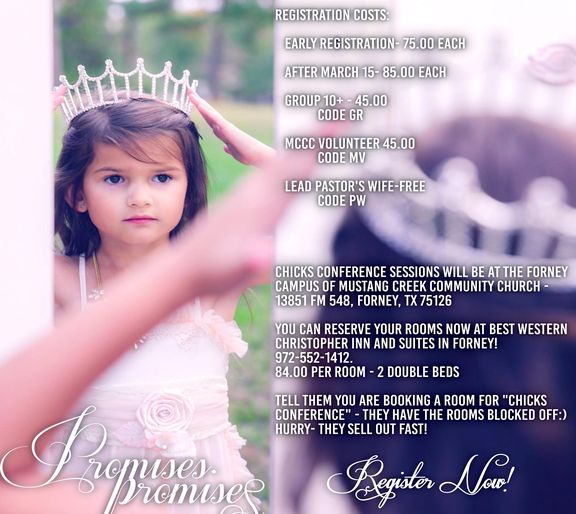 REGISTRATION COSTS:
EARLY REGISTRATION- 75.00 EACH
AFTER MARCH 15- 85.00 EACH
GROUP 10+ - 45.00
CODE GR
MCCC VOLUNTEER 45.00
CODE MV
LEAD PASTOR'S WIFE-FREE
CODE PW
CHICKS CONFERENCE SESSIONS WILL BE AT THE FORNEY
CAMPUS OF MUSTANG CREEK COMMUNITY CHURCH -
13851 FM 548, FORNEY, TX 75126
YOU CAN RESERVE YOUR ROOMS NOW AT BEST WESTERN
CHRISTOPHER INN AND SUITES IN FORNEY!
972-552-1412.
84.00 PER ROOM - 2 DOUBLE BEDS
TELL THEM YOU ARE BOOKING A ROOM FOR "CHICKS
CONFERENCE" - THEY HAVE THE ROOMS BLOCKED OFF:)
HURRY- THEY SELL OUT FAST!
Promises,
Promises
Register Now!